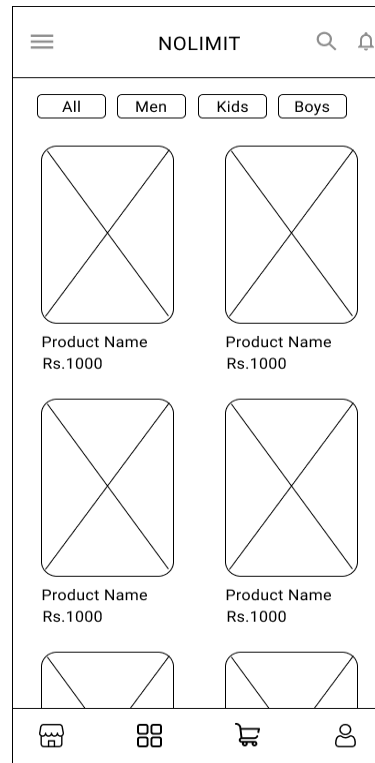 NOLIMIT
All Men Kids Boys
Product Name Product Name
Rs.1000 Rs.1000
Product Name Product Name
Rs.1000 Rs.1000